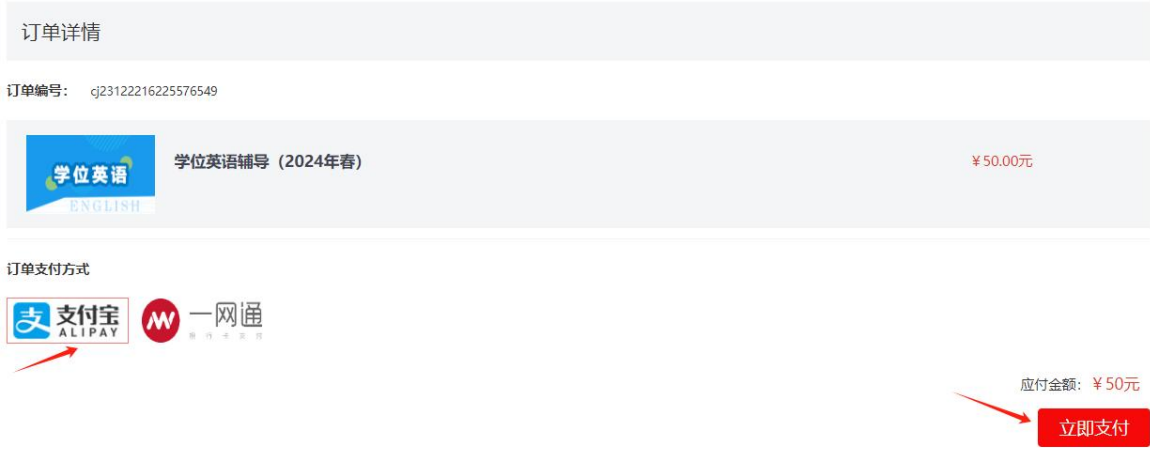 订单详情
订单编号: cj23122216225576549
学位英语
ENGLISH
学位英语辅导（2024年春） ￥50.00元
订单支付方式
支 支付宝
ALIPAY
一网通
应付金额: ￥50元
立即支付